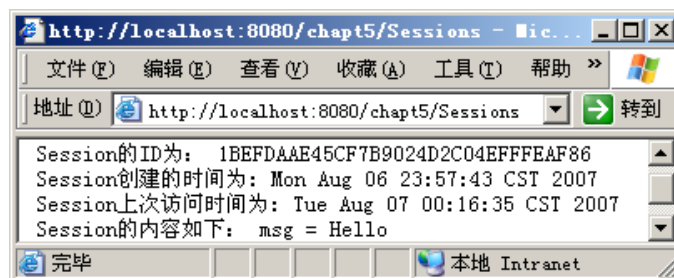 http://localhost:8080/chapt5/Sessions - Mic...
文件(F) 编辑(E) 查看(V) 收藏(A) 工具(T) 帮助 »
地址(D) http://localhost:8080/chapt5/Sessions 转到
Session的ID为： 1BEFDAAE45CF7B9024D2C04EFFFEAF86
Session创建的时间为: Mon Aug 06 23:57:43 CST 2007
Session上次访问时间为: Tue Aug 07 00:16:35 CST 2007
Session的内容如下： msg = Hello
完毕 本地 Intranet